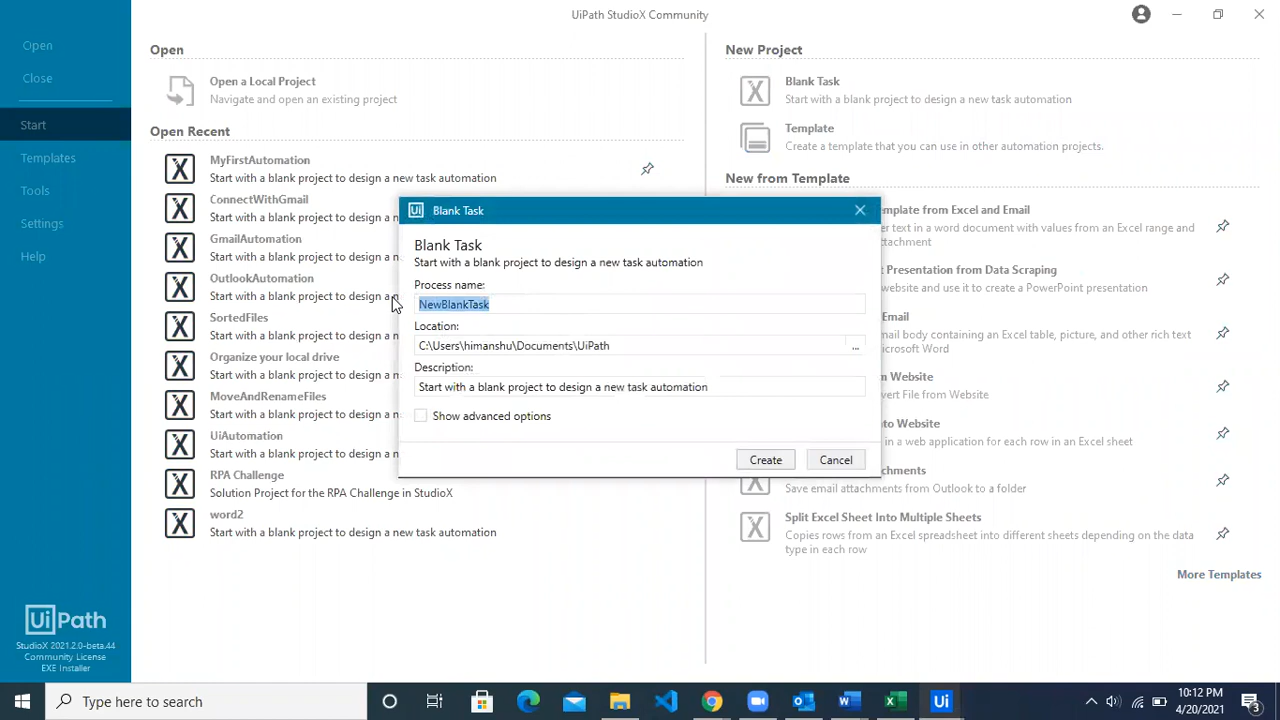 UiPath StudioX Community
Open
Close
Start
Templates
Tools
Settings
Help
UiPath
StudioX 2021.2.0-beta.44
Community License
EXE Installer
Open
Open a Local Project
Navigate and open an existing project
Open Recent
MyFirstAutomation
Start with a blank project to design a new task automation
ConnectWithGmail
Start with a blank project to design a n
GmailAutomation
Start with a blank project to design a n
OutlookAutomation
Start with a blank project to design a n
SortedFiles
Start with a blank project to design a n
Organize your local drive
Start with a blank project to design a n
MoveAndRenameFiles
Start with a blank project to design a n
UiAutomation
Start with a blank project to design a n
RPA Challenge
Solution Project for the RPA Challenge in StudioX
word2
Start with a blank project to design a new task automation
New Project
Blank Task
Start with a blank project to design a new task automation
Template
Create a template that you can use in other automation projects.
New from Template
emplate from Excel and Email
er text in a word document with values from an Excel range and
attachment
t Presentation from Data Scraping
website and use it to create a PowerPoint presentation
Email
mail body containing an Excel table, picture, and other rich text
icrosoft Word
from Website
vert File from Website
nto Website
in a web application for each row in an Excel sheet
chments
Save email attachments from Outlook to a folder
Split Excel Sheet Into Multiple Sheets
Copies rows from an Excel spreadsheet into different sheets depending on the data
type in each row
More Templates
Ui Blank Task
Blank Task
Start with a blank project to design a new task automation
Process name:
NewBlankTask
Location:
C:\Users\himanshu\Documents\UiPath
...
Description:
Start with a blank project to design a new task automation
Show advanced options
Create
Cancel
Type here to search
Ui
10:12 PM
4/20/2021
3